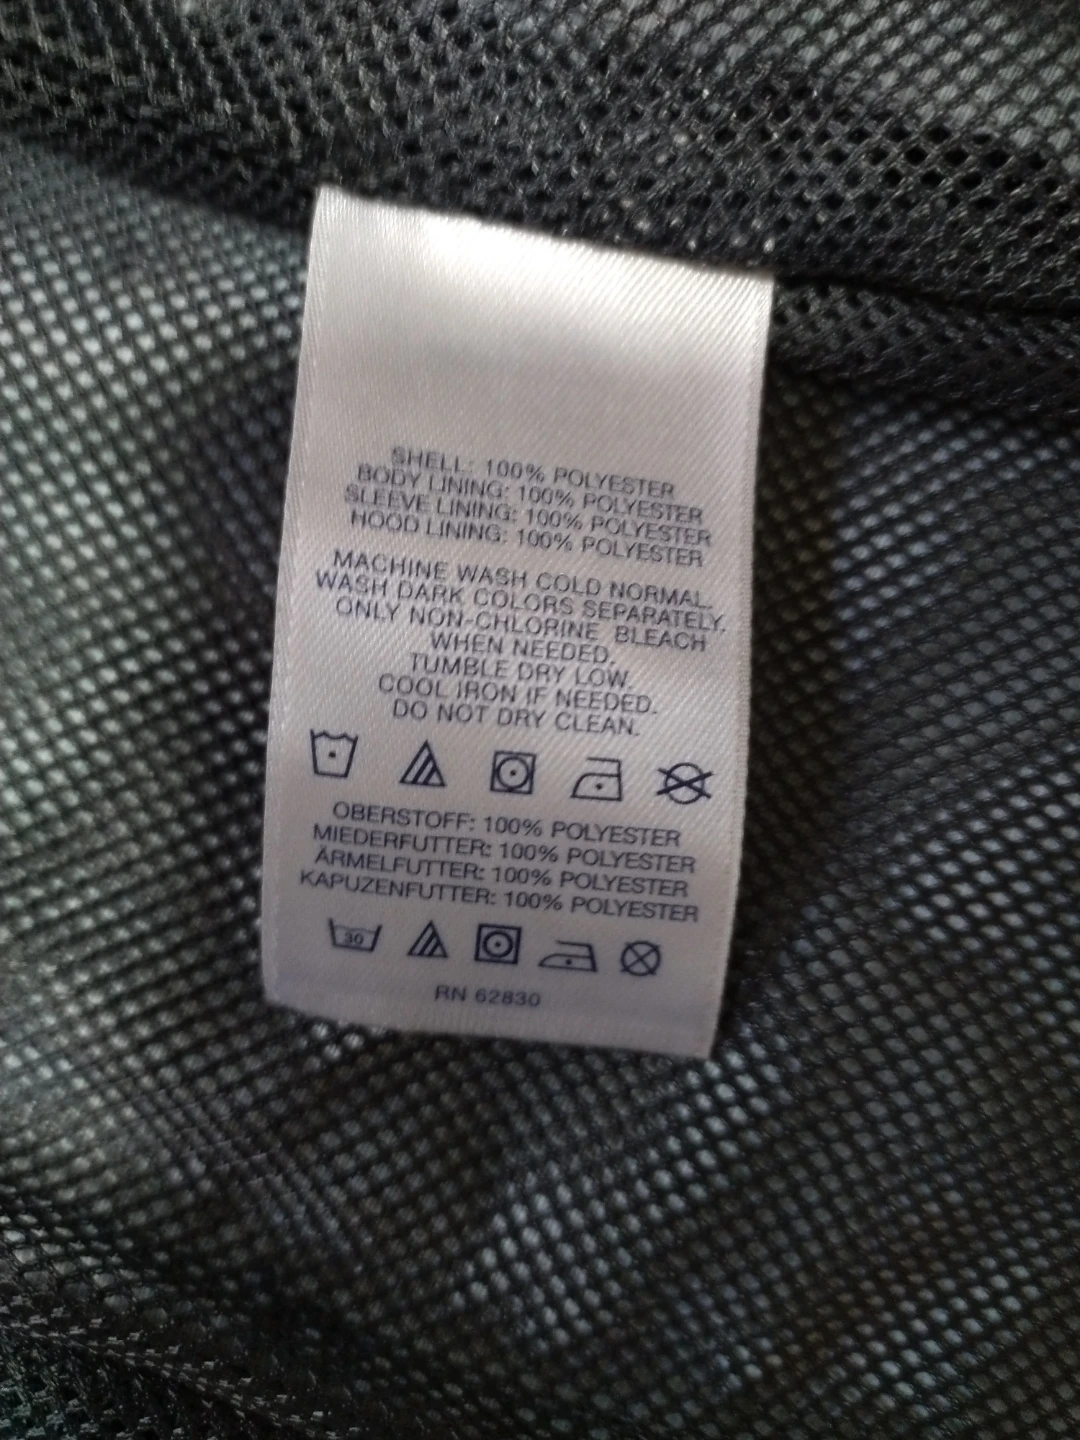 SHELL: 100% POLYESTER
BODY LINING: 100% POLYESTER
SLEEVE LINING: 100% POLYESTER
HOOD LINING: 100% POLYESTER
MACHINE WASH COLD NORMAL.
WASH DARK COLORS SEPARATELY.
ONLY NON-CHLORINE BLEACH
WHEN NEEDED.
TUMBLE DRY LOW.
COOL IRON IF NEEDED.
DO NOT DRY CLEAN.
OBERSTOFF: 100% POLYESTER
MIEDERFUTTER: 100% POLYESTER
ÄRMELFUTTER: 100% POLYESTER
KAPUZENFUTTER: 100% POLYESTER
30
RN 62830